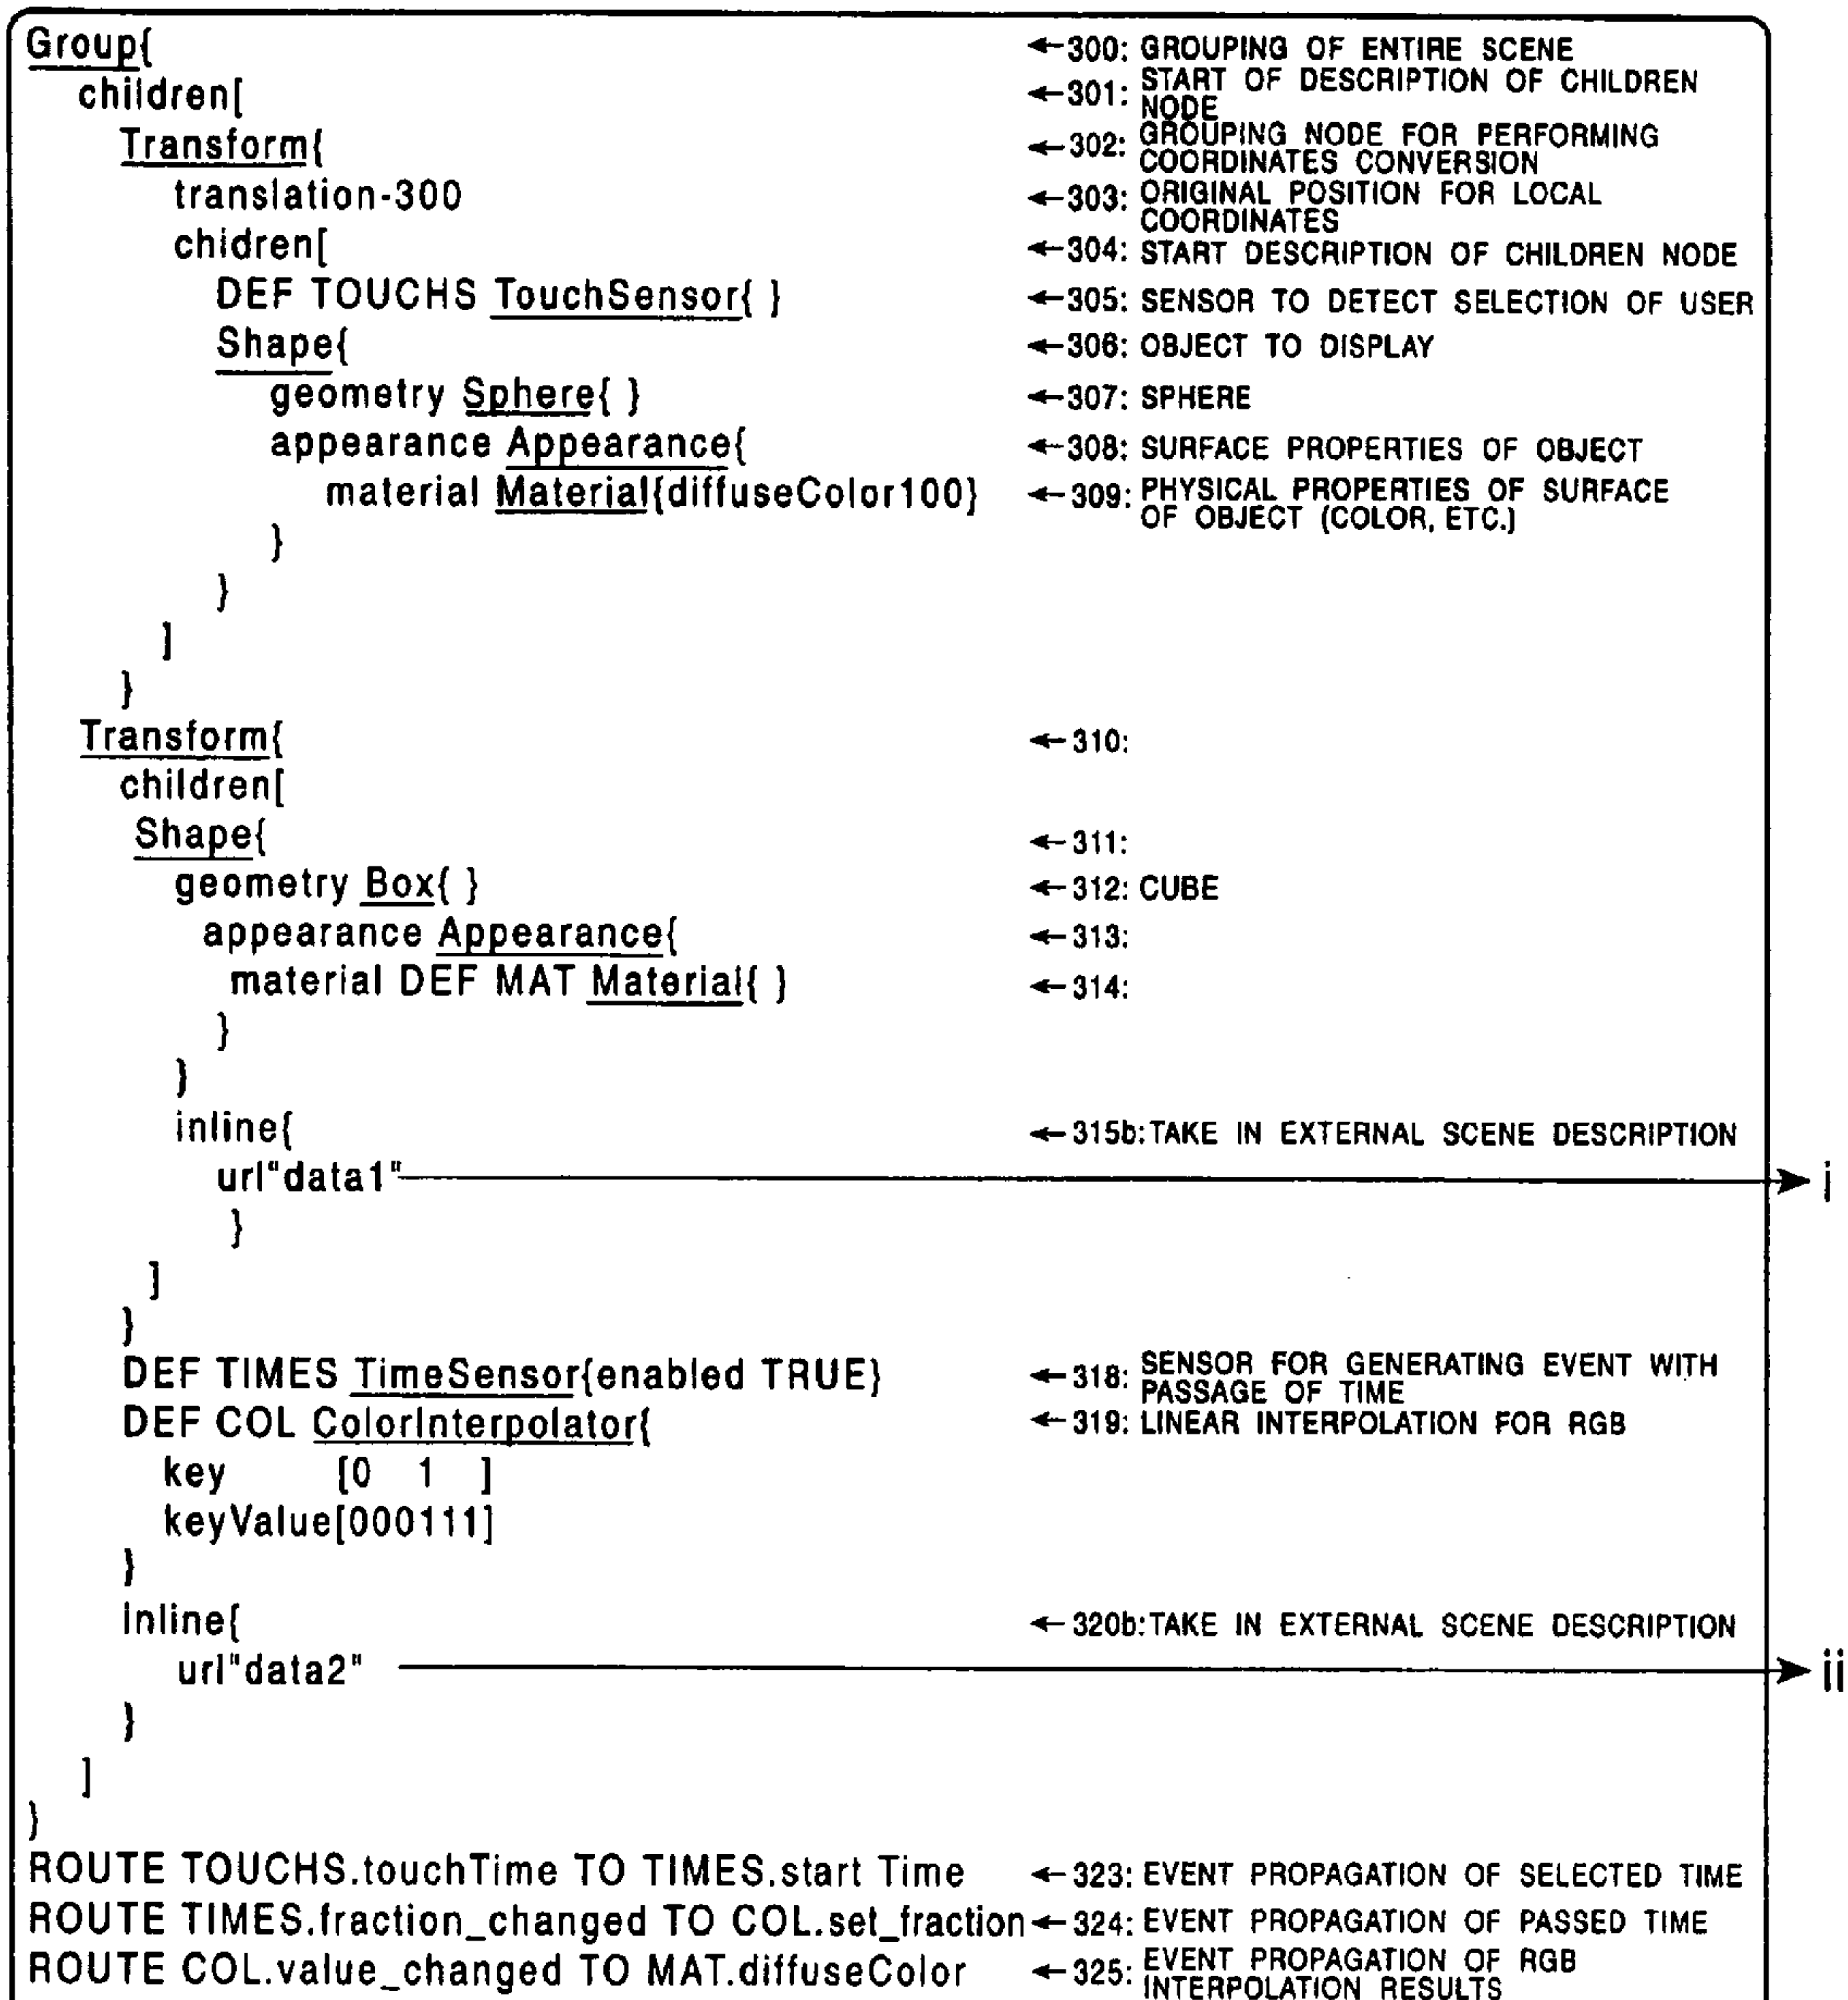 Group{ ←300: GROUPING OF ENTIRE SCENE
children[ ←301: START OF DESCRIPTION OF CHILDREN
NODE
Transform{ ←302: GROUPING NODE FOR PERFORMING
COORDINATES CONVERSION
translation-300 ←303: ORIGINAL POSITION FOR LOCAL
COORDINATES
chidren[ ←304: START DESCRIPTION OF CHILDREN NODE
DEF TOUCHS TouchSensor{ } ←305: SENSOR TO DETECT SELECTION OF USER
Shape{ ←306: OBJECT TO DISPLAY
geometry Sphere{ } ←307: SPHERE
appearance Appearance{ ←308: SURFACE PROPERTIES OF OBJECT
material Material{diffuseColor100} ←309: PHYSICAL PROPERTIES OF SURFACE
OF OBJECT (COLOR, ETC.)
}
}
]
}
Transform{ ←310:
children[
Shape{ ←311:
geometry Box{ } ←312: CUBE
appearance Appearance{ ←313:
material DEF MAT Material{ } ←314:
}
}
inline{ ←315b:TAKE IN EXTERNAL SCENE DESCRIPTION
url"data1" i
}
]
}
DEF TIMES TimeSensor{enabled TRUE} ←318: SENSOR FOR GENERATING EVENT WITH
PASSAGE OF TIME
DEF COL ColorInterpolator{ ←319: LINEAR INTERPOLATION FOR RGB
key [0 1 ]
keyValue[000111]
}
inline{ ←320b:TAKE IN EXTERNAL SCENE DESCRIPTION
url"data2" ii
}
]
}
ROUTE TOUCHS.touchTime TO TIMES.start Time ←323: EVENT PROPAGATION OF SELECTED TIME
ROUTE TIMES.fraction_changed TO COL.set_fraction ←324: EVENT PROPAGATION OF PASSED TIME
ROUTE COL.value_changed TO MAT.diffuseColor ←325: EVENT PROPAGATION OF RGB
INTERPOLATION RESULTS